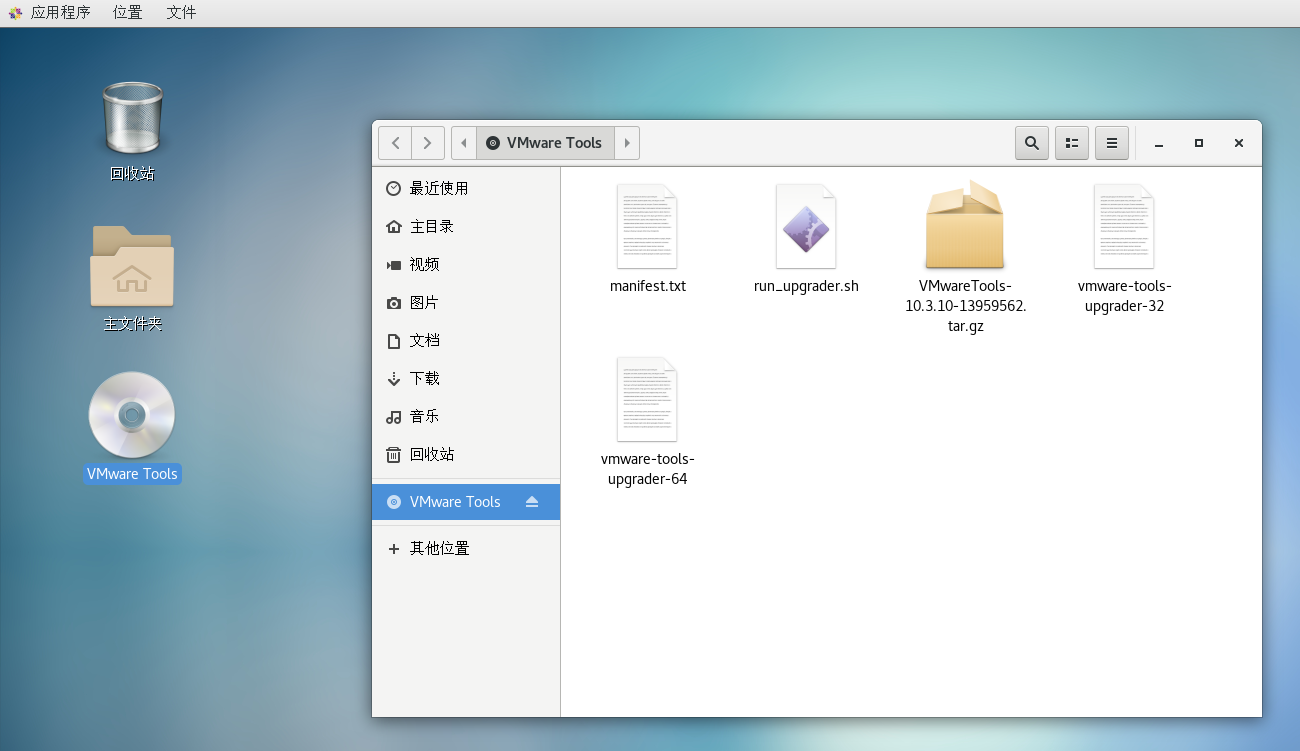 应用程序 位置 文件
回收站
主文件夹
VMware Tools
VMware Tools
最近使用
主目录
视频
图片
文档
下载
音乐
回收站
VMware Tools
其他位置
manifest.txt
run_upgrader.sh
VMwareTools-
10.3.10-13959562.
tar.gz
vmware-tools-
upgrader-32
vmware-tools-
upgrader-64